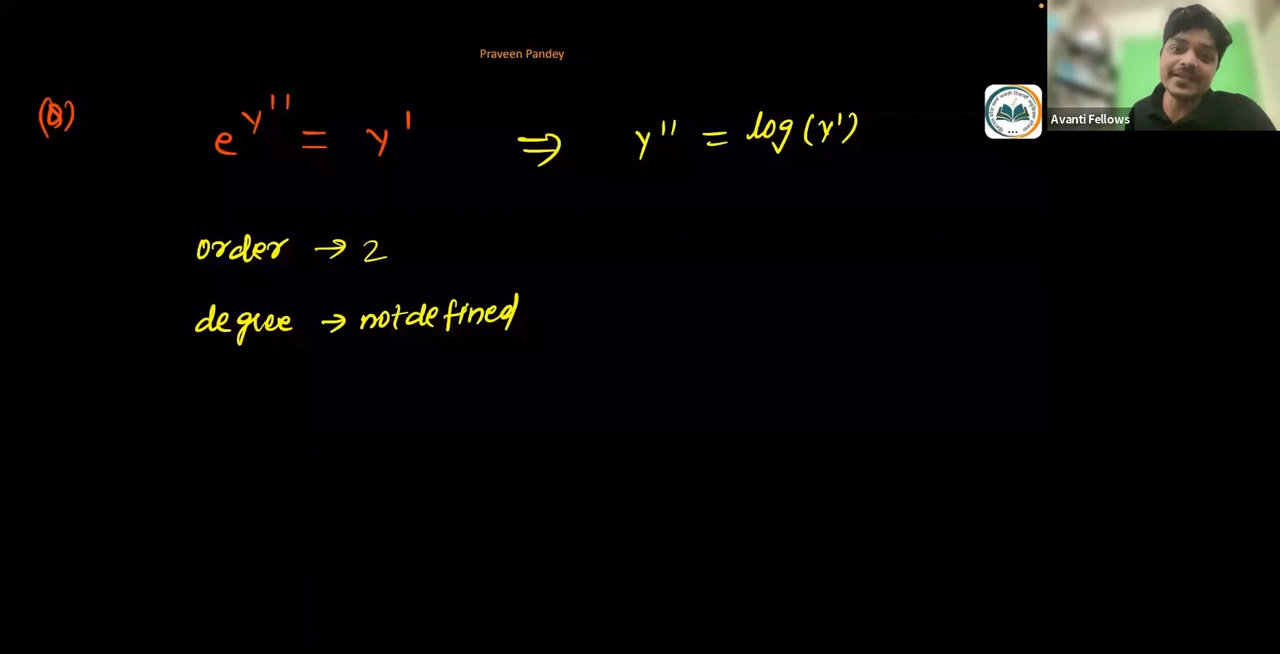 Praveen Pandey
(Q) e^y'' = y' ⇒ y'' = log(y')
Avanti Fellows
order → 2
degree → not defined